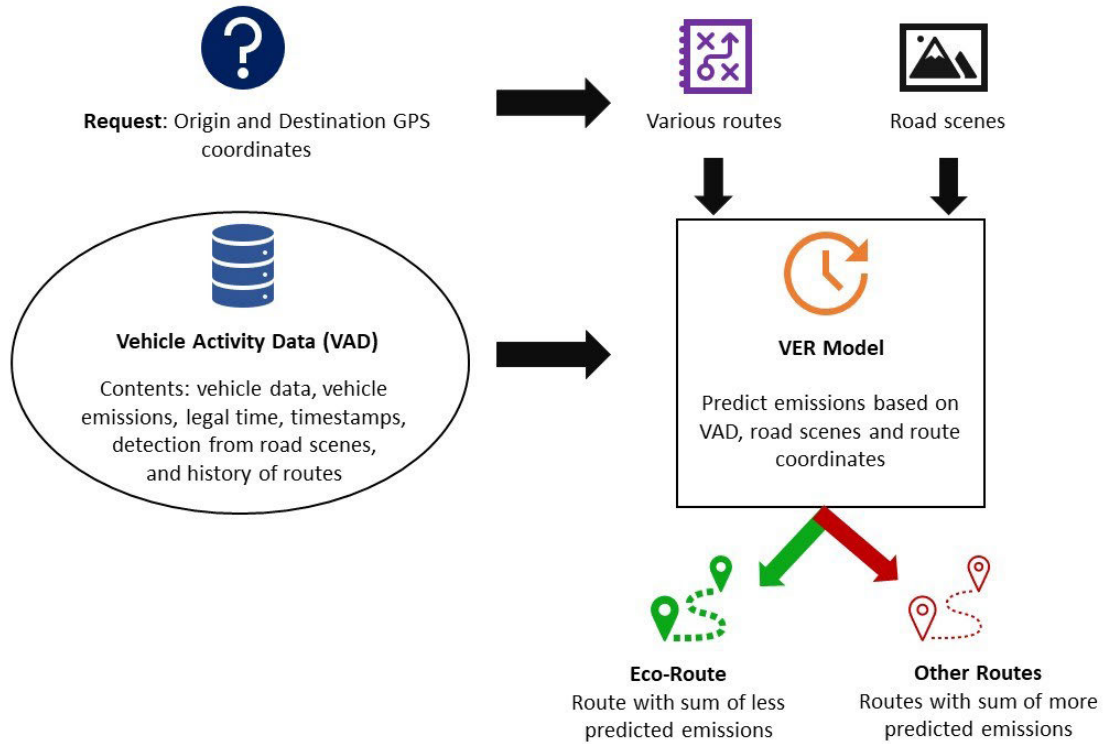 Request: Origin and Destination GPS
coordinates
Various routes
Road scenes
Vehicle Activity Data (VAD)
Contents: vehicle data, vehicle
emissions, legal time, timestamps,
detection from road scenes,
and history of routes
VER Model
Predict emissions based on
VAD, road scenes and route
coordinates
Eco-Route
Route with sum of less
predicted emissions
Other Routes
Routes with sum of more
predicted emissions